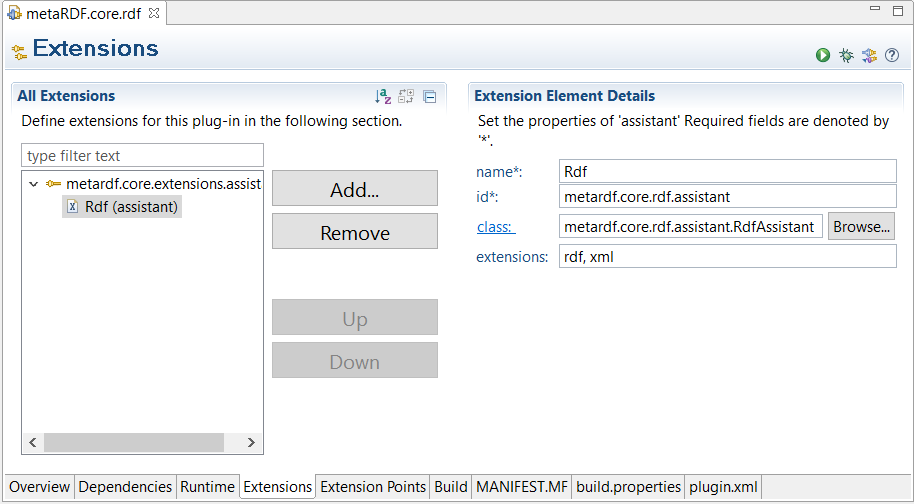 metaRDF.core.rdf
Extensions
All Extensions
Define extensions for this plug-in in the following section.
type filter text
metardf.core.extensions.assist
Rdf (assistant)
Add...
Remove
Up
Down
Extension Element Details
Set the properties of 'assistant' Required fields are denoted by
'*'.
name*: Rdf
id*: metardf.core.rdf.assistant
class: metardf.core.rdf.assistant.RdfAssistant Browse...
extensions: rdf, xml
Overview Dependencies Runtime Extensions Extension Points Build MANIFEST.MF build.properties plugin.xml